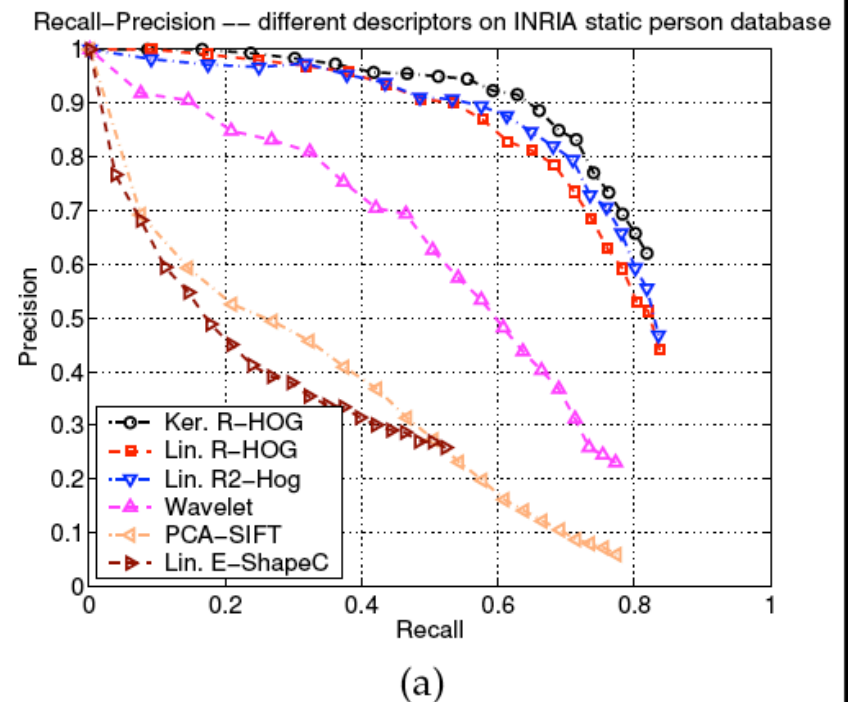 Recall-Precision -- different descriptors on INRIA static person database
1
0.9
0.8
0.7
0.6
0.5
0.4
0.3
0.2
0.1
0
Precision
Ker. R-HOG
Lin. R-HOG
Lin. R2-Hog
Wavelet
PCA-SIFT
Lin. E-ShapeC
0 0.2 0.4 0.6 0.8 1
Recall
(a)